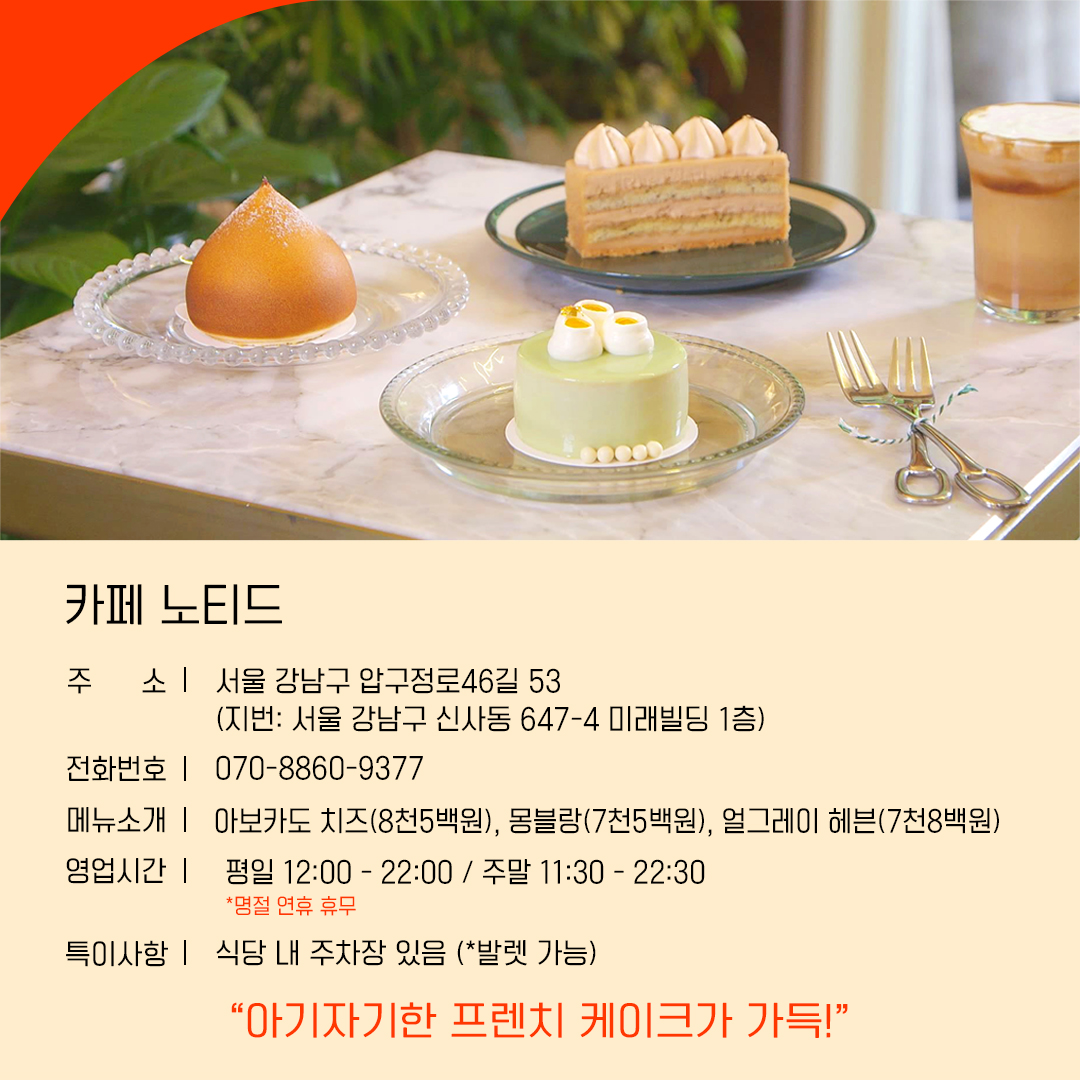 카페 노티드
주 소 | 서울 강남구 압구정로46길 53
(지번: 서울 강남구 신사동 647-4 미래빌딩 1층)
전화번호 | 070-8860-9377
메뉴소개 | 아보카도 치즈(8천5백원), 몽블랑(7천5백원), 얼그레이 헤븐(7천8백원)
영업시간 | 평일 12:00 - 22:00 / 주말 11:30 - 22:30
*명절 연휴 휴무
특이사항 | 식당 내 주차장 있음 (*발렛 가능)
“아기자기한 프렌치 케이크가 가득!”